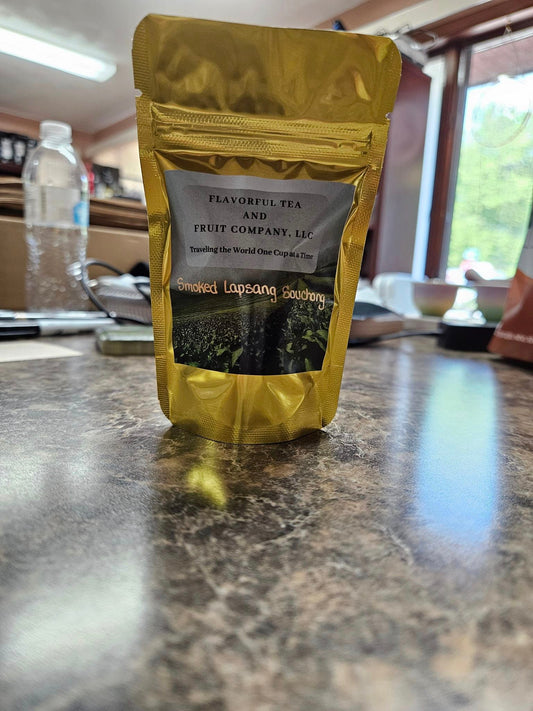 FLAVORFUL TEA
AND
FRUIT COMPANY, LLC
Traveling the World One Cup at a Time
Smoked Lapsang Souchong